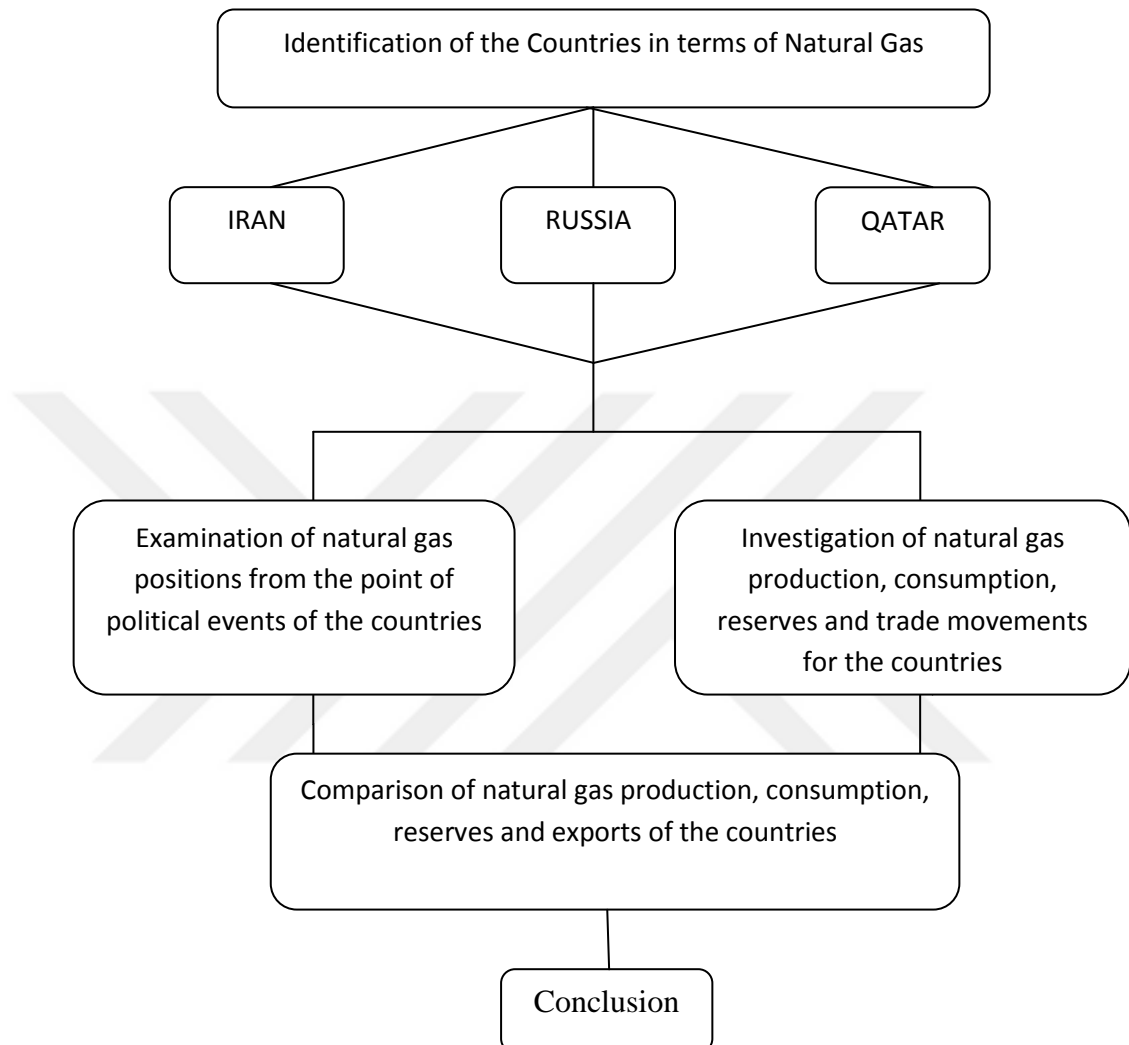 Identification of the Countries in terms of Natural Gas
IRAN
RUSSIA
QATAR
Examination of natural gas
positions from the point of
political events of the countries
Investigation of natural gas
production, consumption,
reserves and trade movements
for the countries
Comparison of natural gas production, consumption,
reserves and exports of the countries
Conclusion